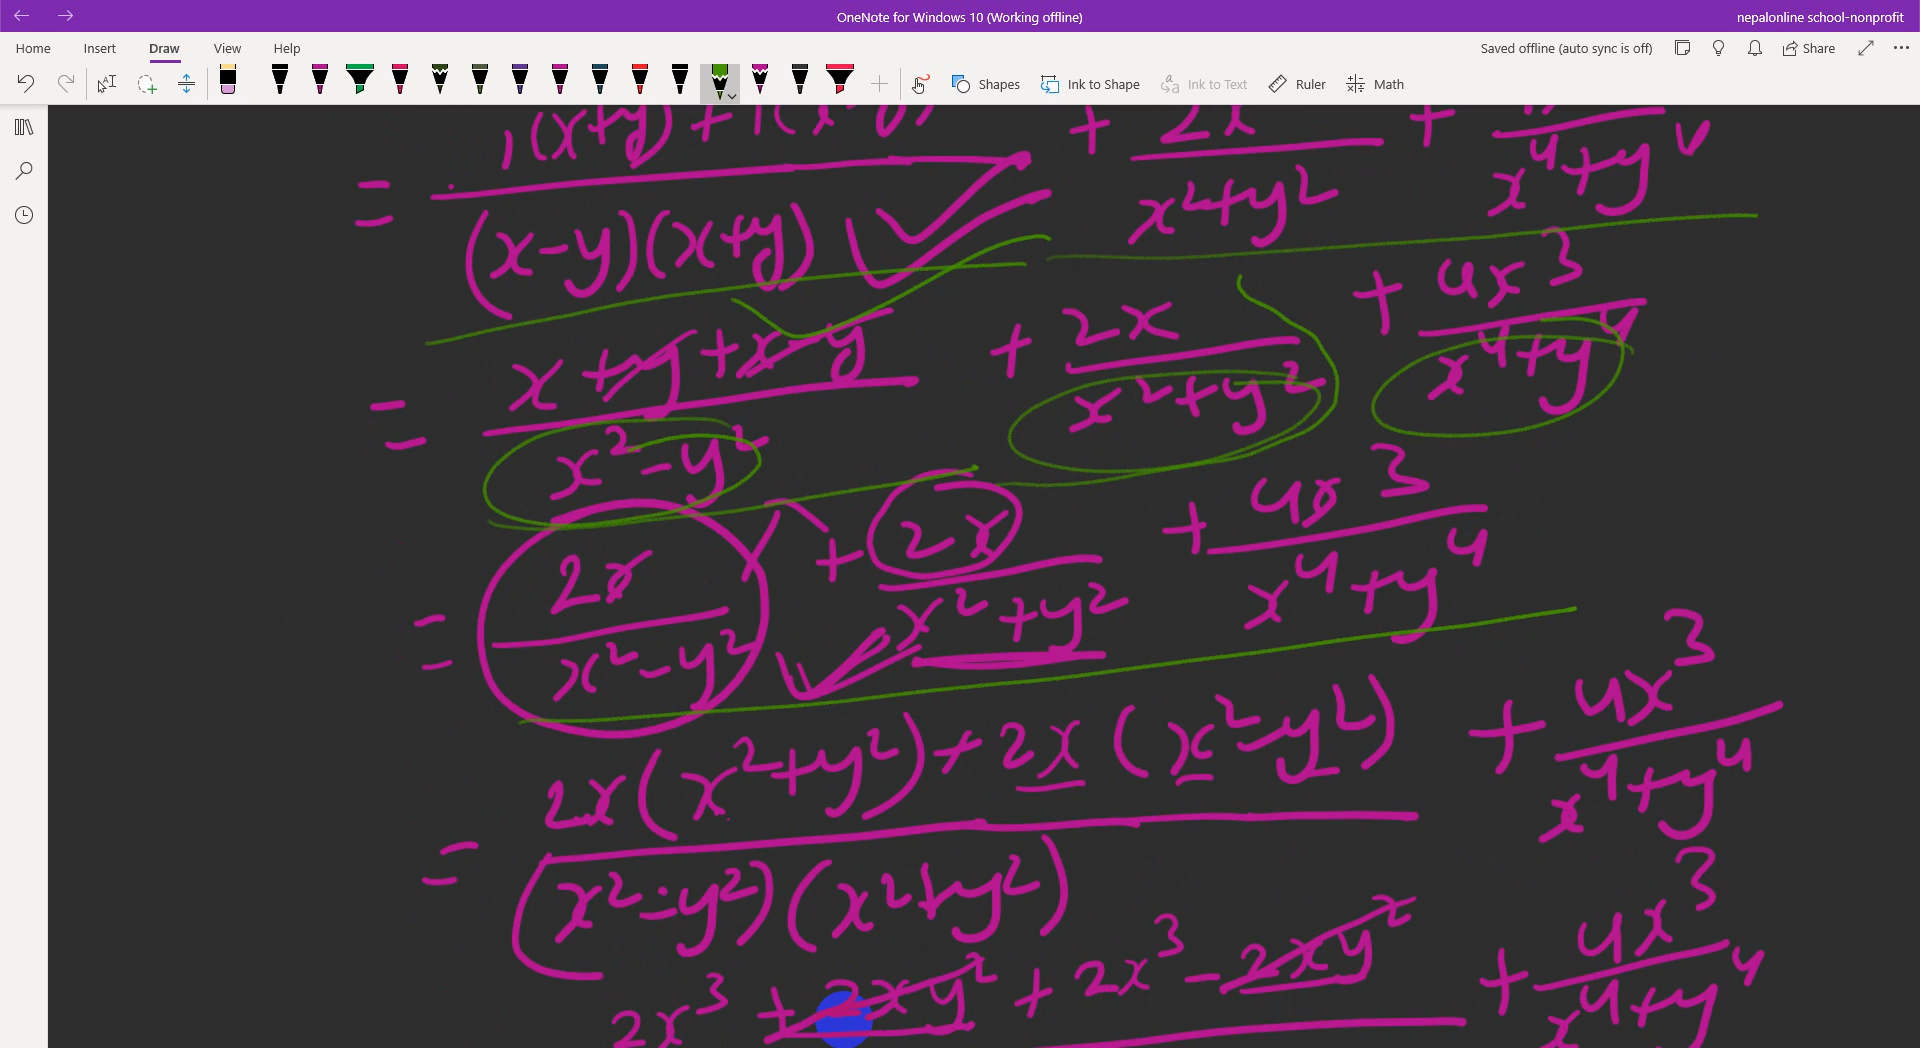 OneNote for Windows 10 (Working offline)
nepalonline school-nonprofit
Home Insert Draw View Help
Saved offline (auto sync is off) Share
Shapes Ink to Shape Ink to Text Ruler Math
= 1(x+y) + 1(x-y) / (x-y)(x+y) + 2x / x²+y² + / x⁴+y⁴
= x+y+x-y / x²-y² + 2x / x²+y² + 4x³ / x⁴+y⁴
= 2x / x²-y² + 2x / x²+y² + 4x³ / x⁴+y⁴
= 2x(x²+y²)+2x(x²-y²) / (x²-y²)(x²+y²) + 4x³ / x⁴+y⁴
2x³ + 2xy² + 2x³ - 2xy² + 4x³ / x⁴+y⁴